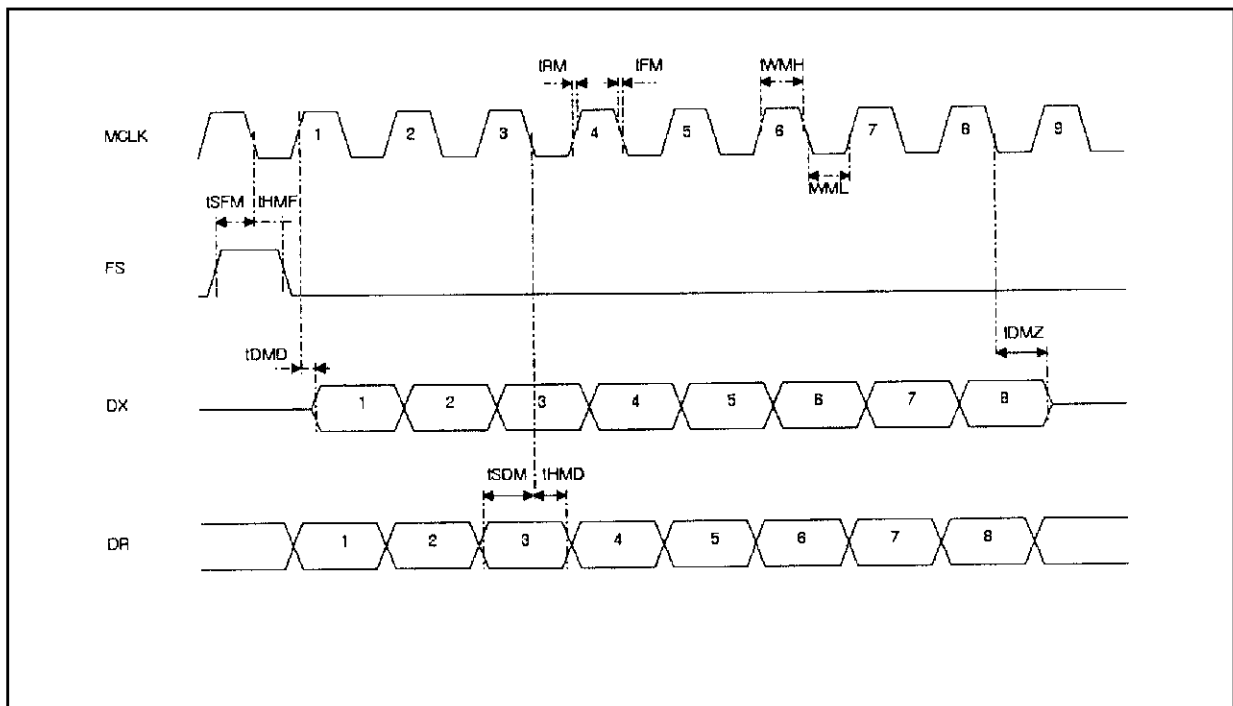 tRM tFM tWMH
MCLK 1 2 3 4 5 6 7 8 9
tWML
tSFM tHMF
FS
tDMD tDMZ
DX 1 2 3 4 5 6 7 8
tSDM tHMD
DR 1 2 3 4 5 6 7 8